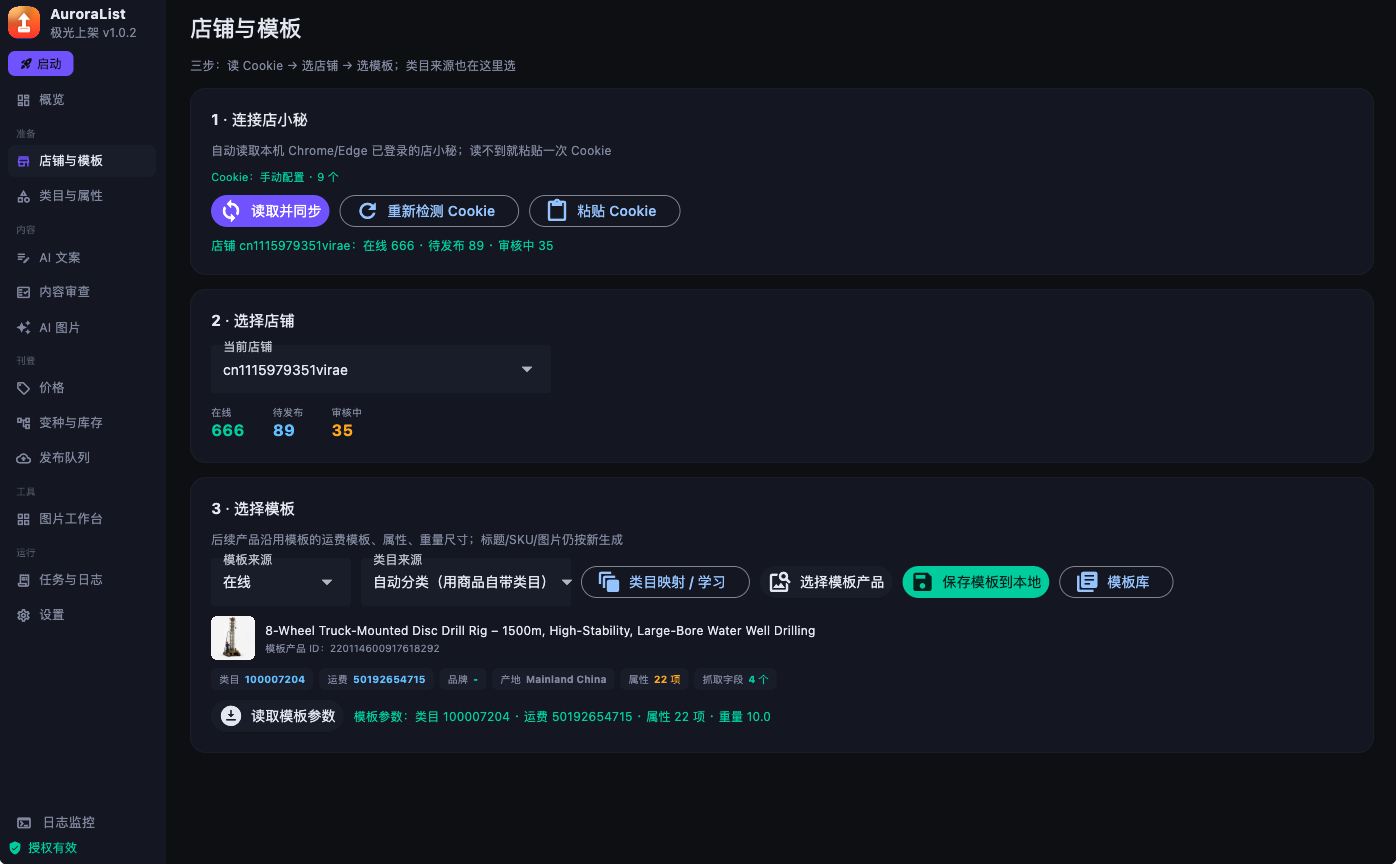 AuroraList
极光上架 v1.0.2
启动
概览
准备
店铺与模板
类目与属性
内容
AI 文案
内容审查
AI 图片
刊登
价格
变种与库存
发布队列
工具
图片工作台
运行
任务与日志
设置
日志监控
授权有效
店铺与模板
三步：读 Cookie → 选店铺 → 选模板；类目来源也在这里选
1 · 连接店小秘
自动读取本机 Chrome/Edge 已登录的店小秘；读不到就粘贴一次 Cookie
Cookie：手动配置 · 9 个
读取并同步 重新检测 Cookie 粘贴 Cookie
店铺 cn1115979351virae：在线 666 · 待发布 89 · 审核中 35
2 · 选择店铺
当前店铺
cn1115979351virae
在线 待发布 审核中
666 89 35
3 · 选择模板
后续产品沿用模板的运费模板、属性、重量尺寸；标题/SKU/图片仍按新生成
模板来源 类目来源
在线 自动分类（用商品自带类目） 类目映射 / 学习 选择模板产品 保存模板到本地 模板库
8-Wheel Truck-Mounted Disc Drill Rig – 1500m, High-Stability, Large-Bore Water Well Drilling
模板产品 ID：220114600917618292
类目 100007204 运费 50192654715 品牌 - 产地 Mainland China 属性 22 项 抓取字段 4 个
读取模板参数 模板参数：类目 100007204 · 运费 50192654715 · 属性 22 项 · 重量 10.0